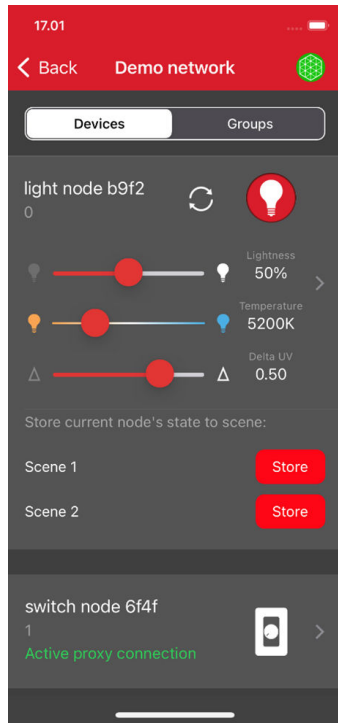 17.01
Back
Demo network
Devices
Groups
light node b9f2
0
Lightness
50%
Temperature
5200K
Δ
Δ
Delta UV
0.50
Store current node's state to scene:
Scene 1
Store
Scene 2
Store
switch node 6f4f
1
Active proxy connection